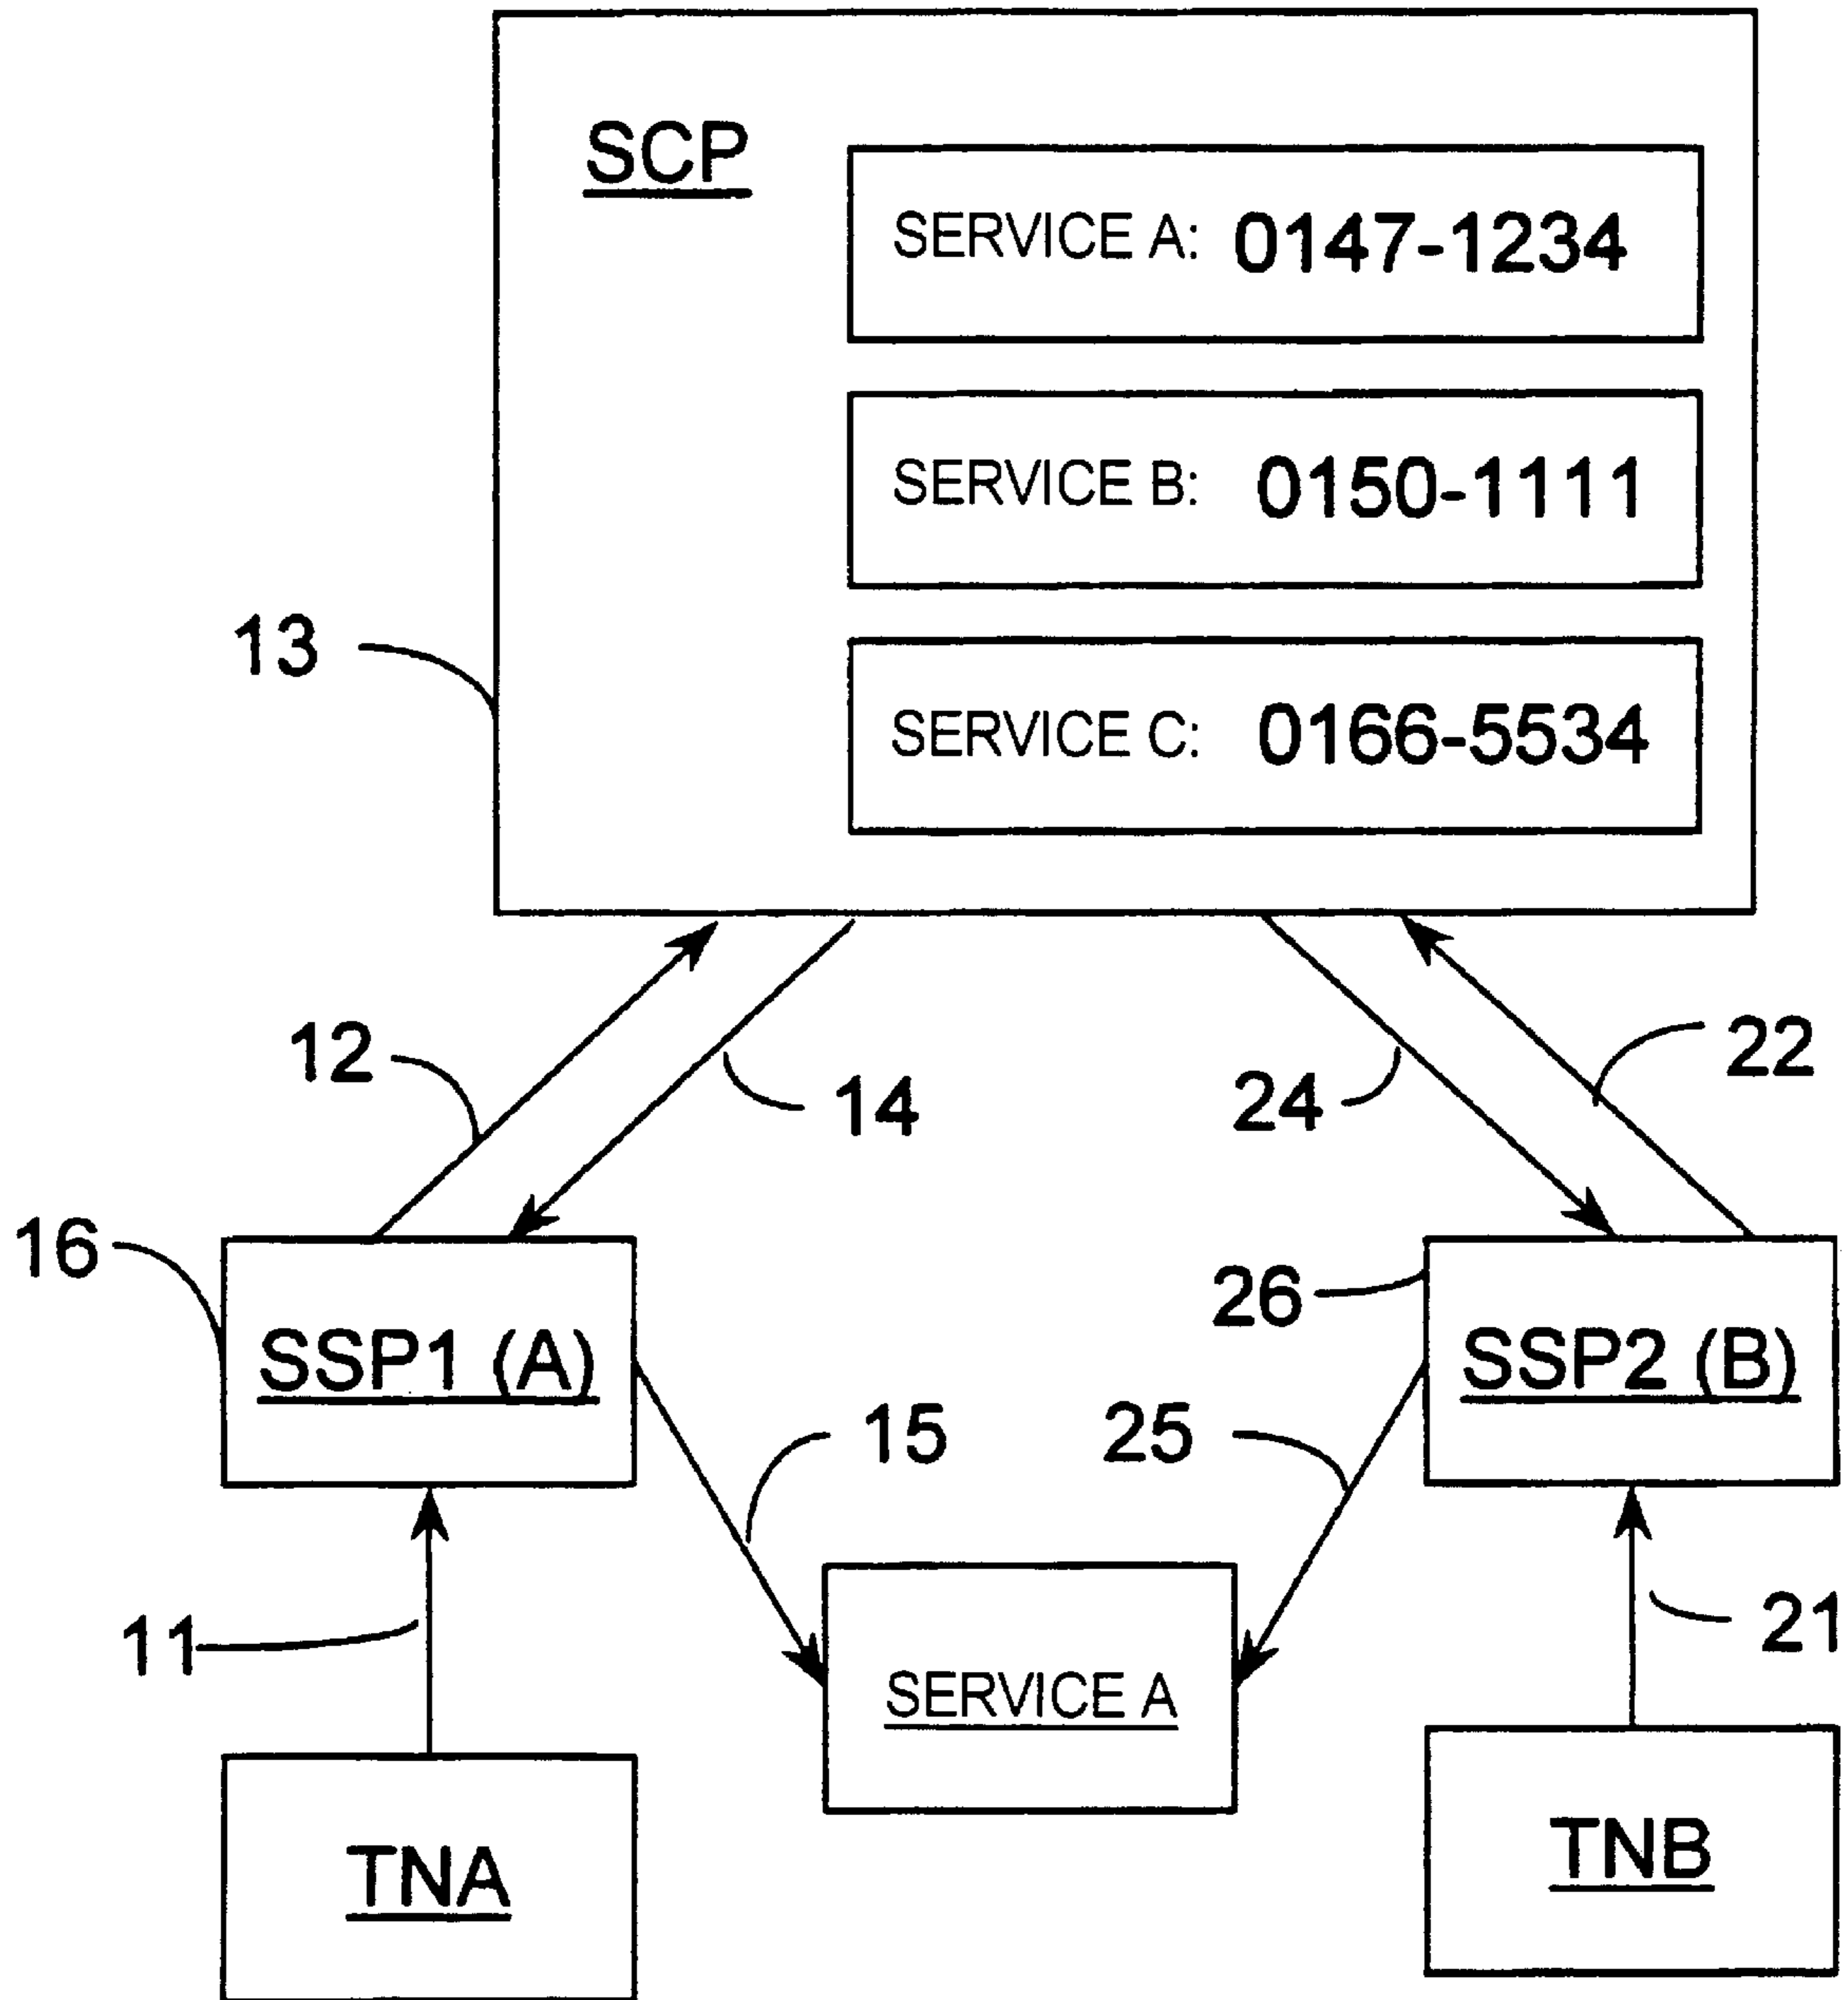 SCP
SERVICE A: 0147-1234
SERVICE B: 0150-1111
SERVICE C: 0166-5534
13
12
14
24
22
16
SSP1 (A)
26
SSP2 (B)
15
25
11
SERVICE A
21
TNA
TNB